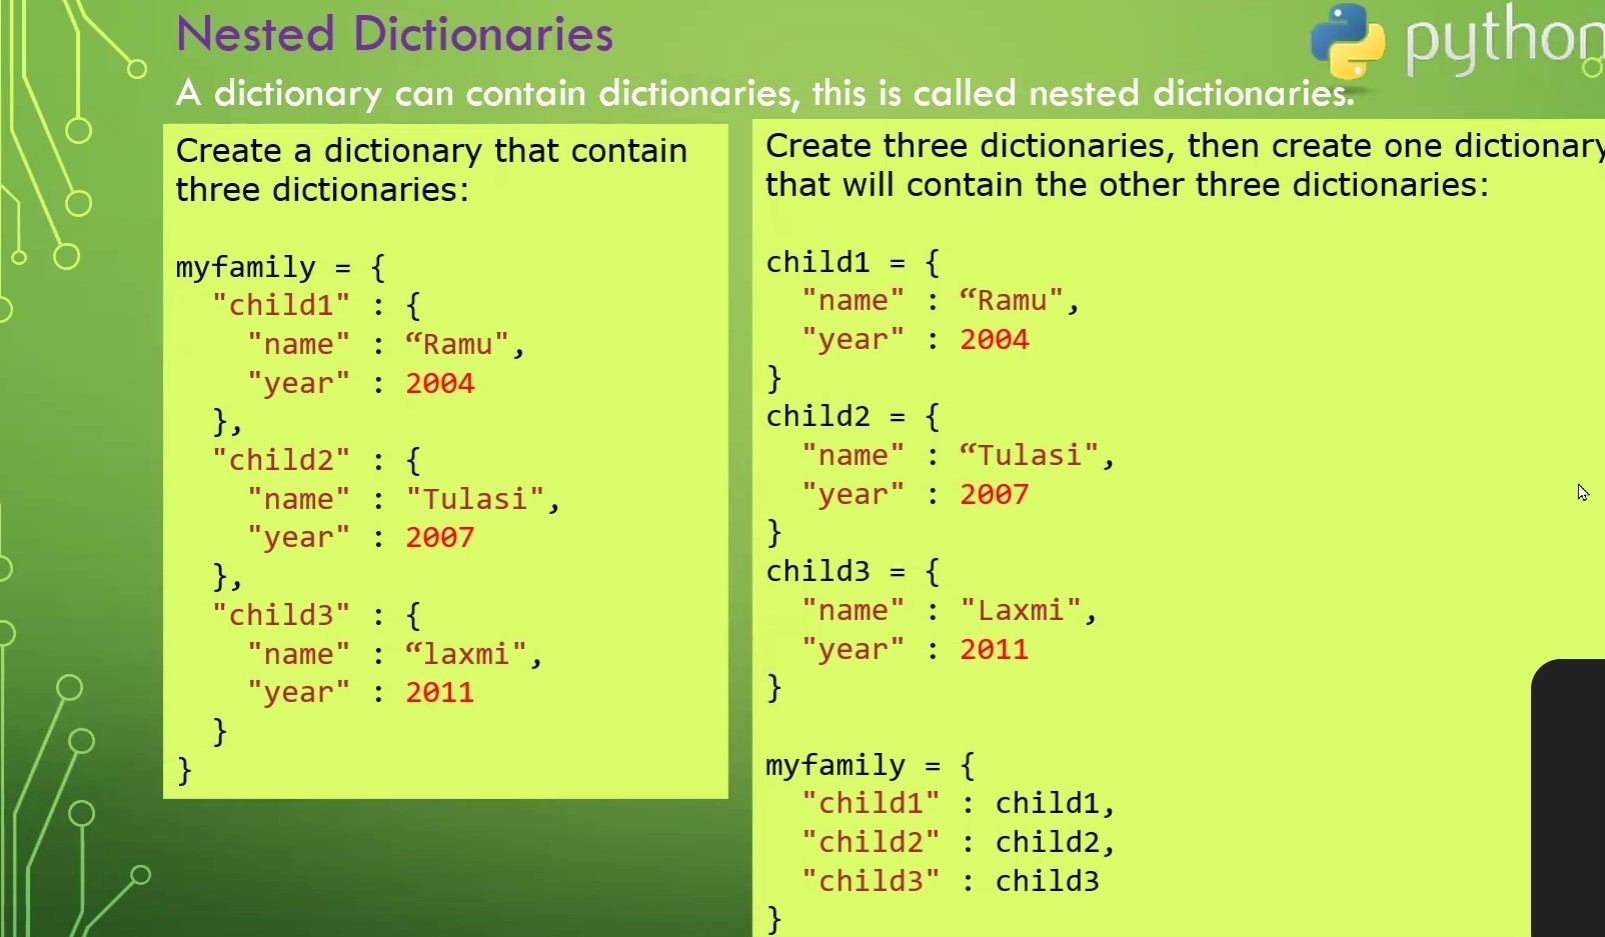 Nested Dictionaries
python
A dictionary can contain dictionaries, this is called nested dictionaries.
Create a dictionary that contain
three dictionaries:
myfamily = {
  "child1" : {
    "name" : “Ramu",
    "year" : 2004
  },
  "child2" : {
    "name" : "Tulasi",
    "year" : 2007
  },
  "child3" : {
    "name" : “laxmi",
    "year" : 2011
  }
}
Create three dictionaries, then create one dictionary
that will contain the other three dictionaries:
child1 = {
  "name" : “Ramu",
  "year" : 2004
}
child2 = {
  "name" : “Tulasi",
  "year" : 2007
}
child3 = {
  "name" : "Laxmi",
  "year" : 2011
}
myfamily = {
  "child1" : child1,
  "child2" : child2,
  "child3" : child3
}